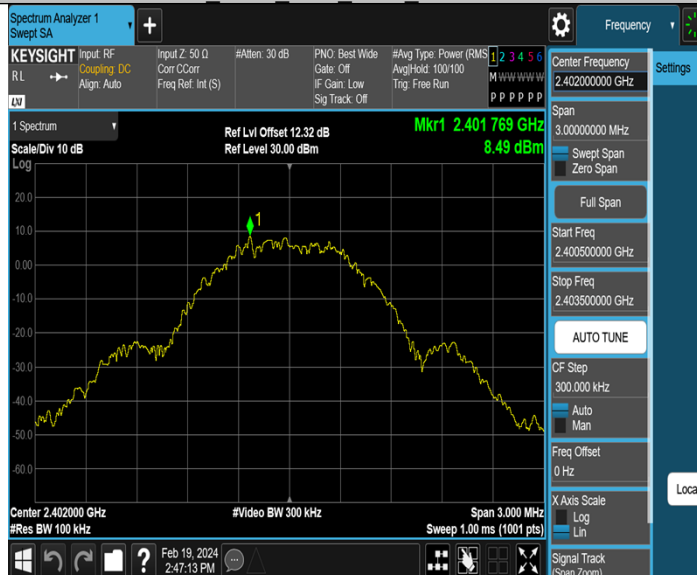 Spectrum Analyzer 1
Swept SA
+
Frequency
KEYSIGHT
RL
LXI
Input: RF
Coupling: DC
Align: Auto
Input Z: 50 Ω
Corr CCorr
Freq Ref: Int (S)
#Atten: 30 dB
PNO: Best Wide
Gate: Off
IF Gain: Low
Sig Track: Off
#Avg Type: Power (RMS
Avg|Hold: 100/100
Trig: Free Run
1 2 3 4 5 6
M W W W W W
P P P P P P
1 Spectrum
Scale/Div 10 dB
Log
Ref Lvl Offset 12.32 dB
Ref Level 30.00 dBm
Mkr1 2.401 769 GHz
8.49 dBm
20.0
10.0
0.00
-10.0
-20.0
-30.0
-40.0
-50.0
-60.0
1
Center 2.402000 GHz
#Res BW 100 kHz
#Video BW 300 kHz
Span 3.000 MHz
Sweep 1.00 ms (1001 pts)
?
Feb 19, 2024
2:47:13 PM
Center Frequency
2.402000000 GHz
Span
3.00000000 MHz
Swept Span
Zero Span
Full Span
Start Freq
2.400500000 GHz
Stop Freq
2.403500000 GHz
AUTO TUNE
CF Step
300.000 kHz
Auto
Man
Freq Offset
0 Hz
X Axis Scale
Log
Lin
Signal Track
(Span Zoom)
Settings
Loca